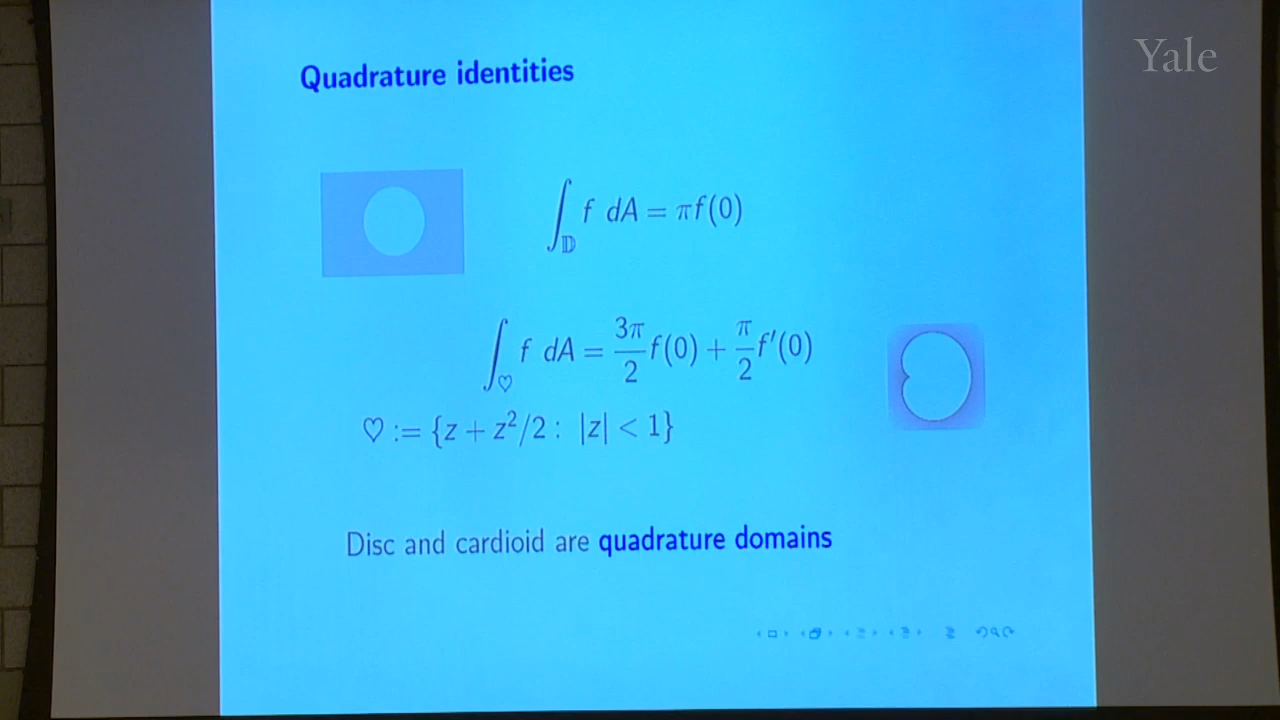 Yale
Quadrature identities
∫_𝔻 f dA = πf(0)
∫_♡ f dA = 3π/2 f(0) + π/2 f′(0)
♡ := {z + z²/2 : |z| < 1}
Disc and cardioid are quadrature domains